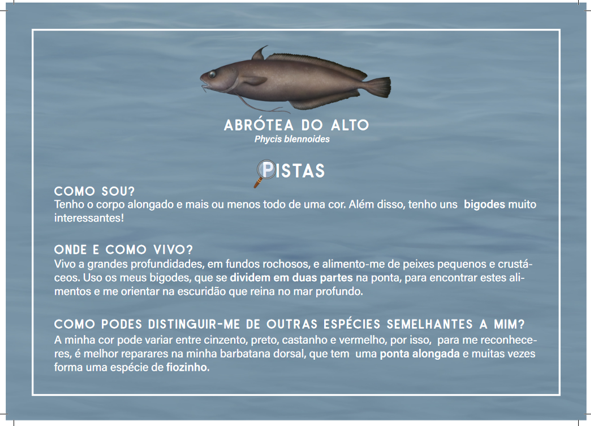 ABRÓTEA DO ALTO
Phycis blennoides
PISTAS
COMO SOU?
Tenho o corpo alongado e mais ou menos todo de uma cor. Além disso, tenho uns bigodes muito
interessantes!
ONDE E COMO VIVO?
Vivo a grandes profundidades, em fundos rochosos, e alimento-me de peixes pequenos e crustá-
ceos. Uso os meus bigodes, que se dividem em duas partes na ponta, para encontrar estes ali-
mentos e me orientar na escuridão que reina no mar profundo.
COMO PODES DISTINGUIR-ME DE OUTRAS ESPÉCIES SEMELHANTES A MIM?
A minha cor pode variar entre cinzento, preto, castanho e vermelho, por isso, para me reconhece-
res, é melhor reparares na minha barbatana dorsal, que tem uma ponta alongada e muitas vezes
forma uma espécie de fiozinho.